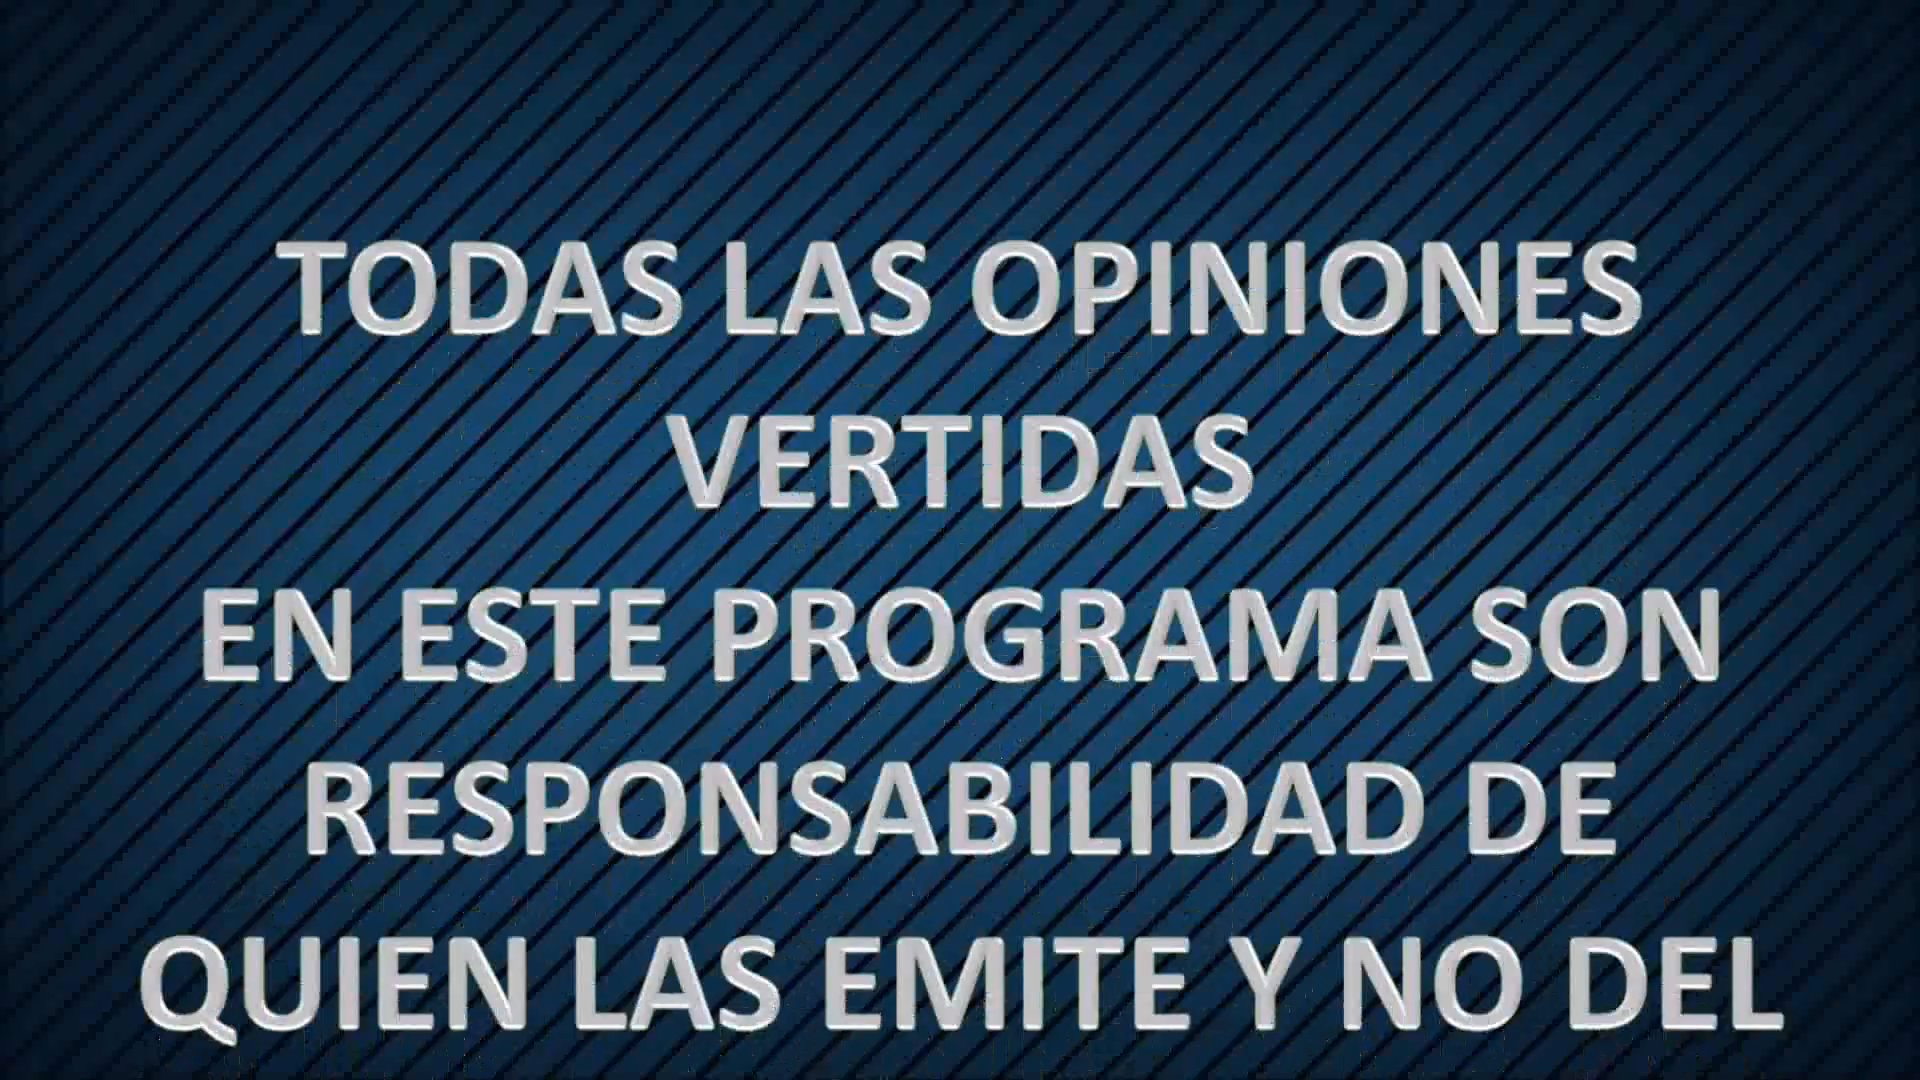 TODAS LAS OPINIONES
VERTIDAS
EN ESTE PROGRAMA SON
RESPONSABILIDAD DE
QUIEN LAS EMITE Y NO DEL